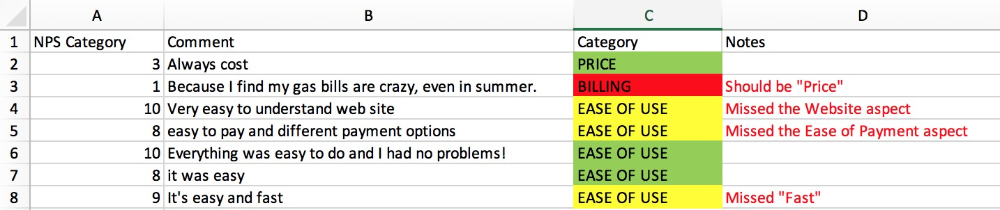 A B C D
1 NPS Category Comment Category Notes
2 3 Always cost PRICE
3 1 Because I find my gas bills are crazy, even in summer. BILLING Should be "Price"
4 10 Very easy to understand web site EASE OF USE Missed the Website aspect
5 8 easy to pay and different payment options EASE OF USE Missed the Ease of Payment aspect
6 10 Everything was easy to do and I had no problems! EASE OF USE
7 8 it was easy EASE OF USE
8 9 It's easy and fast EASE OF USE Missed "Fast"